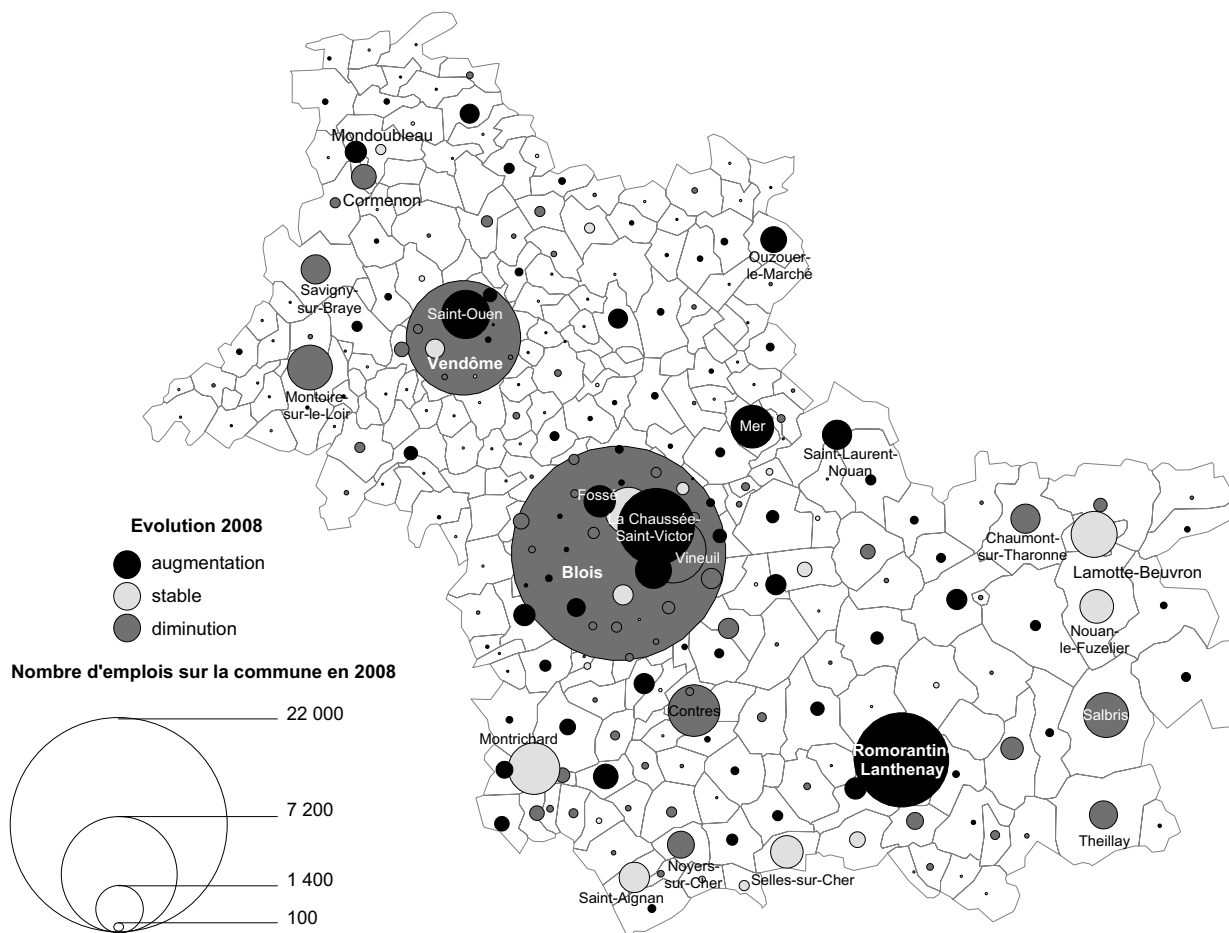 Mondoubleau
Cormenon
Ouzouer-
le-Marché
Savigny-
sur-Braye
Saint-Ouen
Vendôme
Montoire-
sur-le-Loir
Mer
Saint-Laurent-
Nouan
Fossé
La Chaussée-
Saint-Victor
Vineuil
Blois
Chaumont-
sur-Tharonne
Lamotte-Beuvron
Nouan-
le-Fuzelier
Evolution 2008
augmentation
stable
diminution
Nombre d'emplois sur la commune en 2008
22 000
7 200
1 400
100
Contres
Salbris
Montrichard
Romorantin-
Lanthenay
Theillay
Noyers-
sur-Cher
Selles-sur-Cher
Saint-Aignan